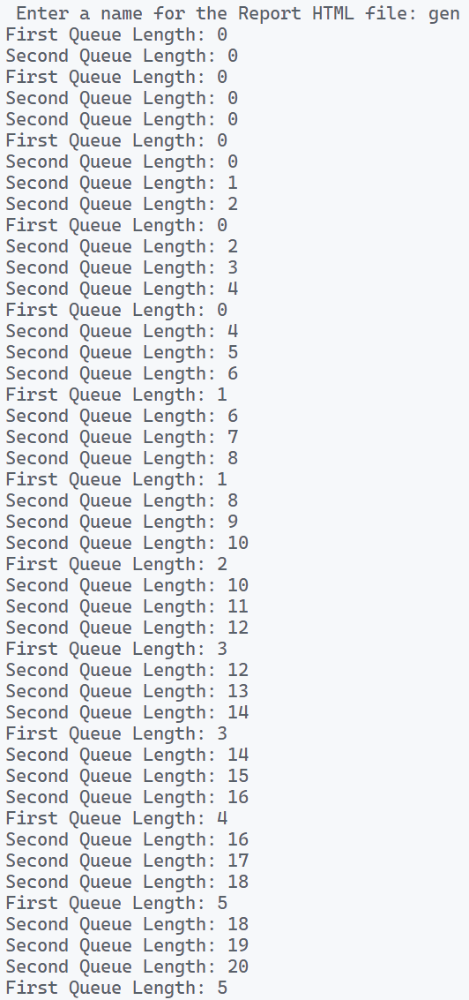 Enter a name for the Report HTML file: gen
First Queue Length: 0
Second Queue Length: 0
First Queue Length: 0
Second Queue Length: 0
Second Queue Length: 0
First Queue Length: 0
Second Queue Length: 0
Second Queue Length: 1
Second Queue Length: 2
First Queue Length: 0
Second Queue Length: 2
Second Queue Length: 3
Second Queue Length: 4
First Queue Length: 0
Second Queue Length: 4
Second Queue Length: 5
Second Queue Length: 6
First Queue Length: 1
Second Queue Length: 6
Second Queue Length: 7
Second Queue Length: 8
First Queue Length: 1
Second Queue Length: 8
Second Queue Length: 9
Second Queue Length: 10
First Queue Length: 2
Second Queue Length: 10
Second Queue Length: 11
Second Queue Length: 12
First Queue Length: 3
Second Queue Length: 12
Second Queue Length: 13
Second Queue Length: 14
First Queue Length: 3
Second Queue Length: 14
Second Queue Length: 15
Second Queue Length: 16
First Queue Length: 4
Second Queue Length: 16
Second Queue Length: 17
Second Queue Length: 18
First Queue Length: 5
Second Queue Length: 18
Second Queue Length: 19
Second Queue Length: 20
First Queue Length: 5